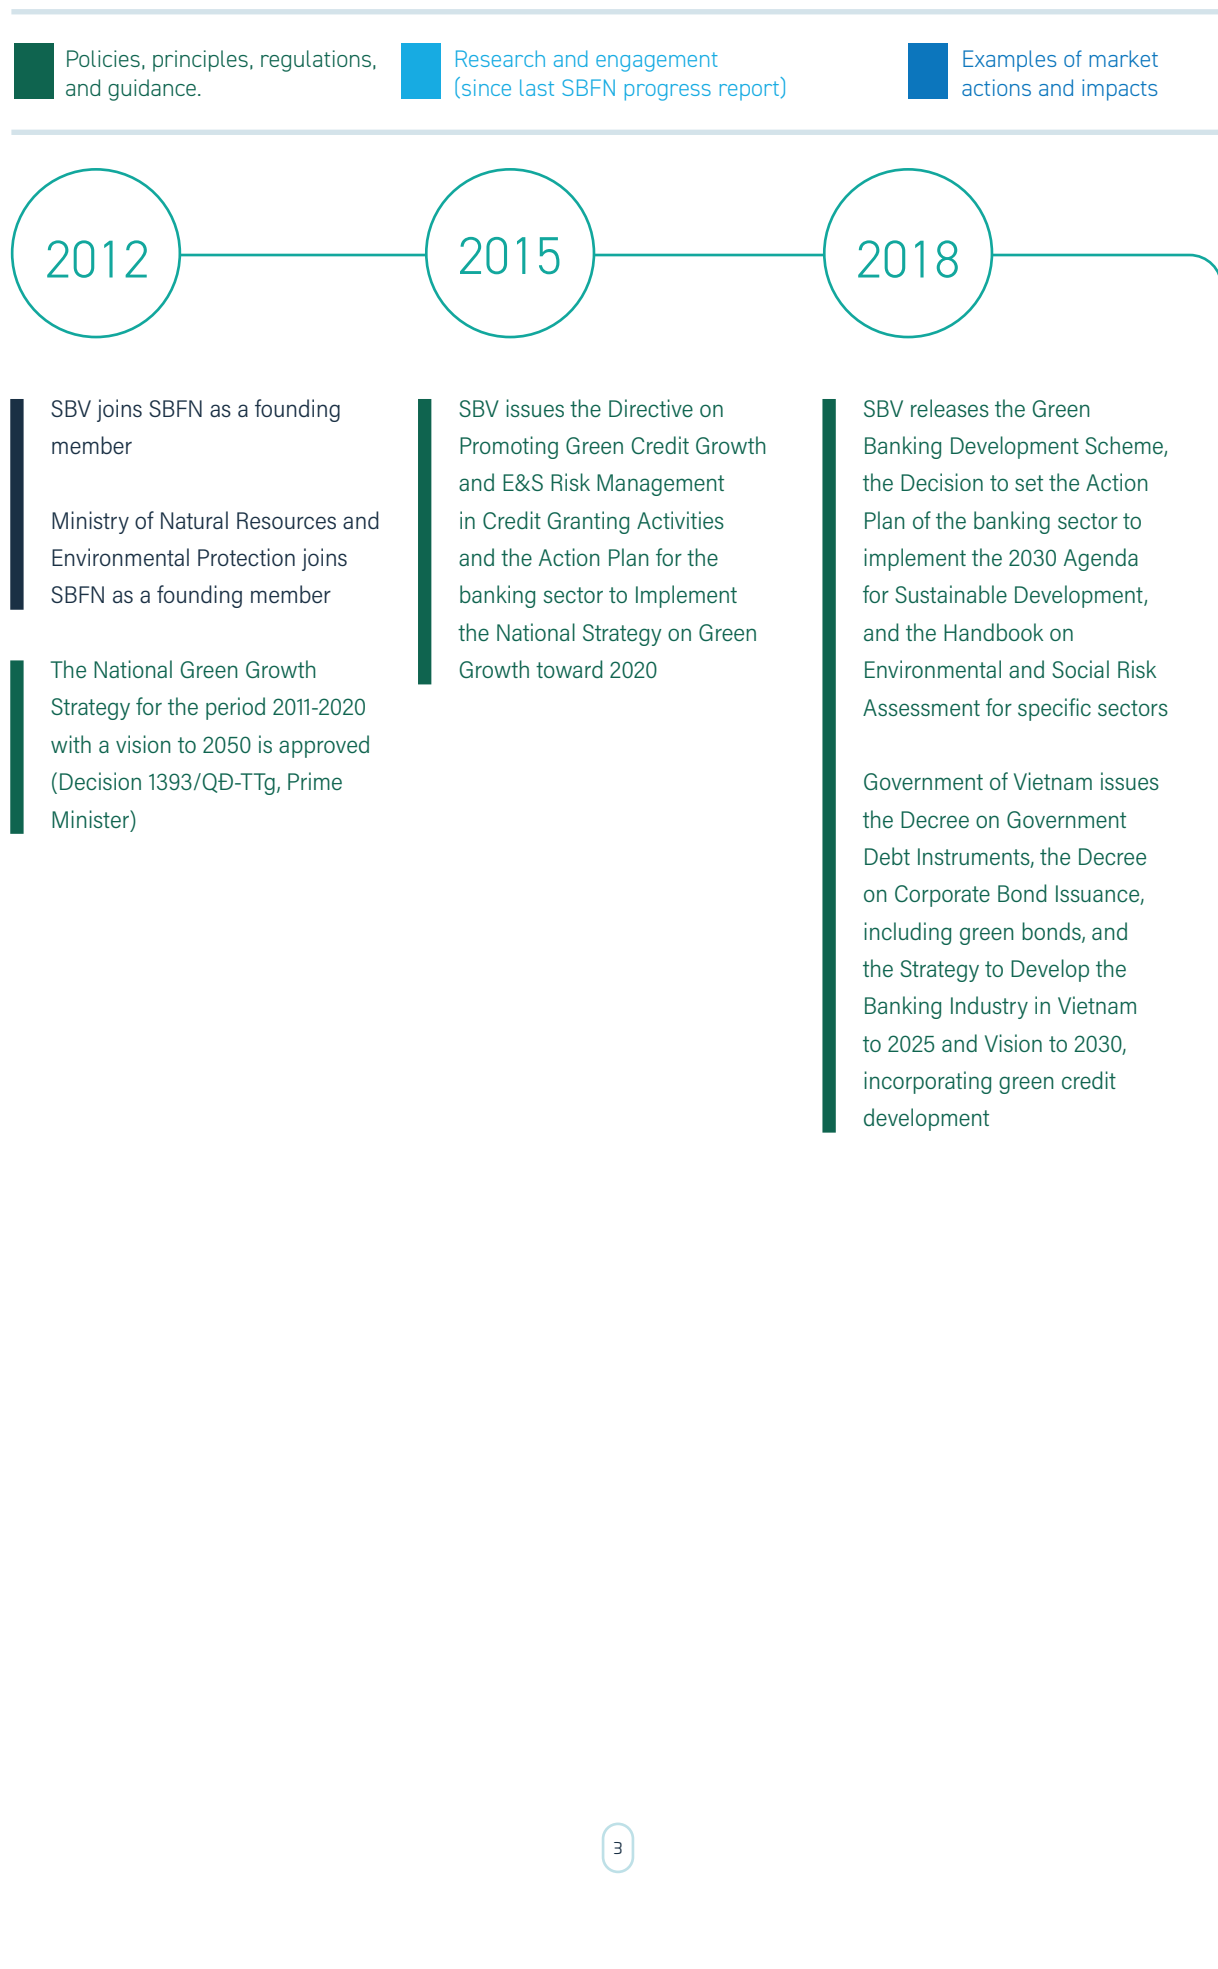 Policies, principles, regulations,
and guidance.
Research and engagement
(since last SBFN progress report)
Examples of market
actions and impacts
2012
2015
2018
SBV joins SBFN as a founding
member
Ministry of Natural Resources and
Environmental Protection joins
SBFN as a founding member
The National Green Growth
Strategy for the period 2011-2020
with a vision to 2050 is approved
(Decision 1393/QĐ-TTg, Prime
Minister)
SBV issues the Directive on
Promoting Green Credit Growth
and E&S Risk Management
in Credit Granting Activities
and the Action Plan for the
banking sector to Implement
the National Strategy on Green
Growth toward 2020
SBV releases the Green
Banking Development Scheme,
the Decision to set the Action
Plan of the banking sector to
implement the 2030 Agenda
for Sustainable Development,
and the Handbook on
Environmental and Social Risk
Assessment for specific sectors
Government of Vietnam issues
the Decree on Government
Debt Instruments, the Decree
on Corporate Bond Issuance,
including green bonds, and
the Strategy to Develop the
Banking Industry in Vietnam
to 2025 and Vision to 2030,
incorporating green credit
development
3